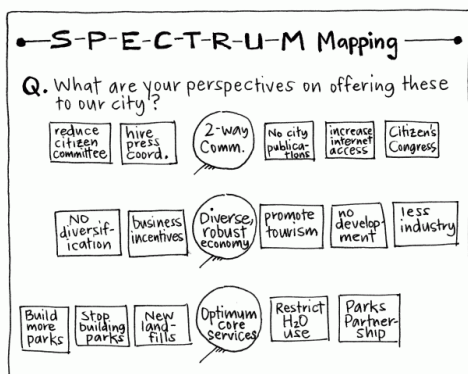 S-P-E-C-T-R-U-M Mapping
Q. What are your perspectives on offering these
to our city?
reduce
citizen
committee
hire
press
coord.
2-way
Comm.
No city
publica-
tions
increase
internet
access
Citizen's
Congress
No
diversif-
ication
business
incentives
Diverse,
robust
economy
promote
tourism
no
develop-
ment
less
industry
Build
more
parks
Stop
building
parks
New
land-
fills
Optimum
core
services
Restrict
H2O
use
Parks
Partner-
ship